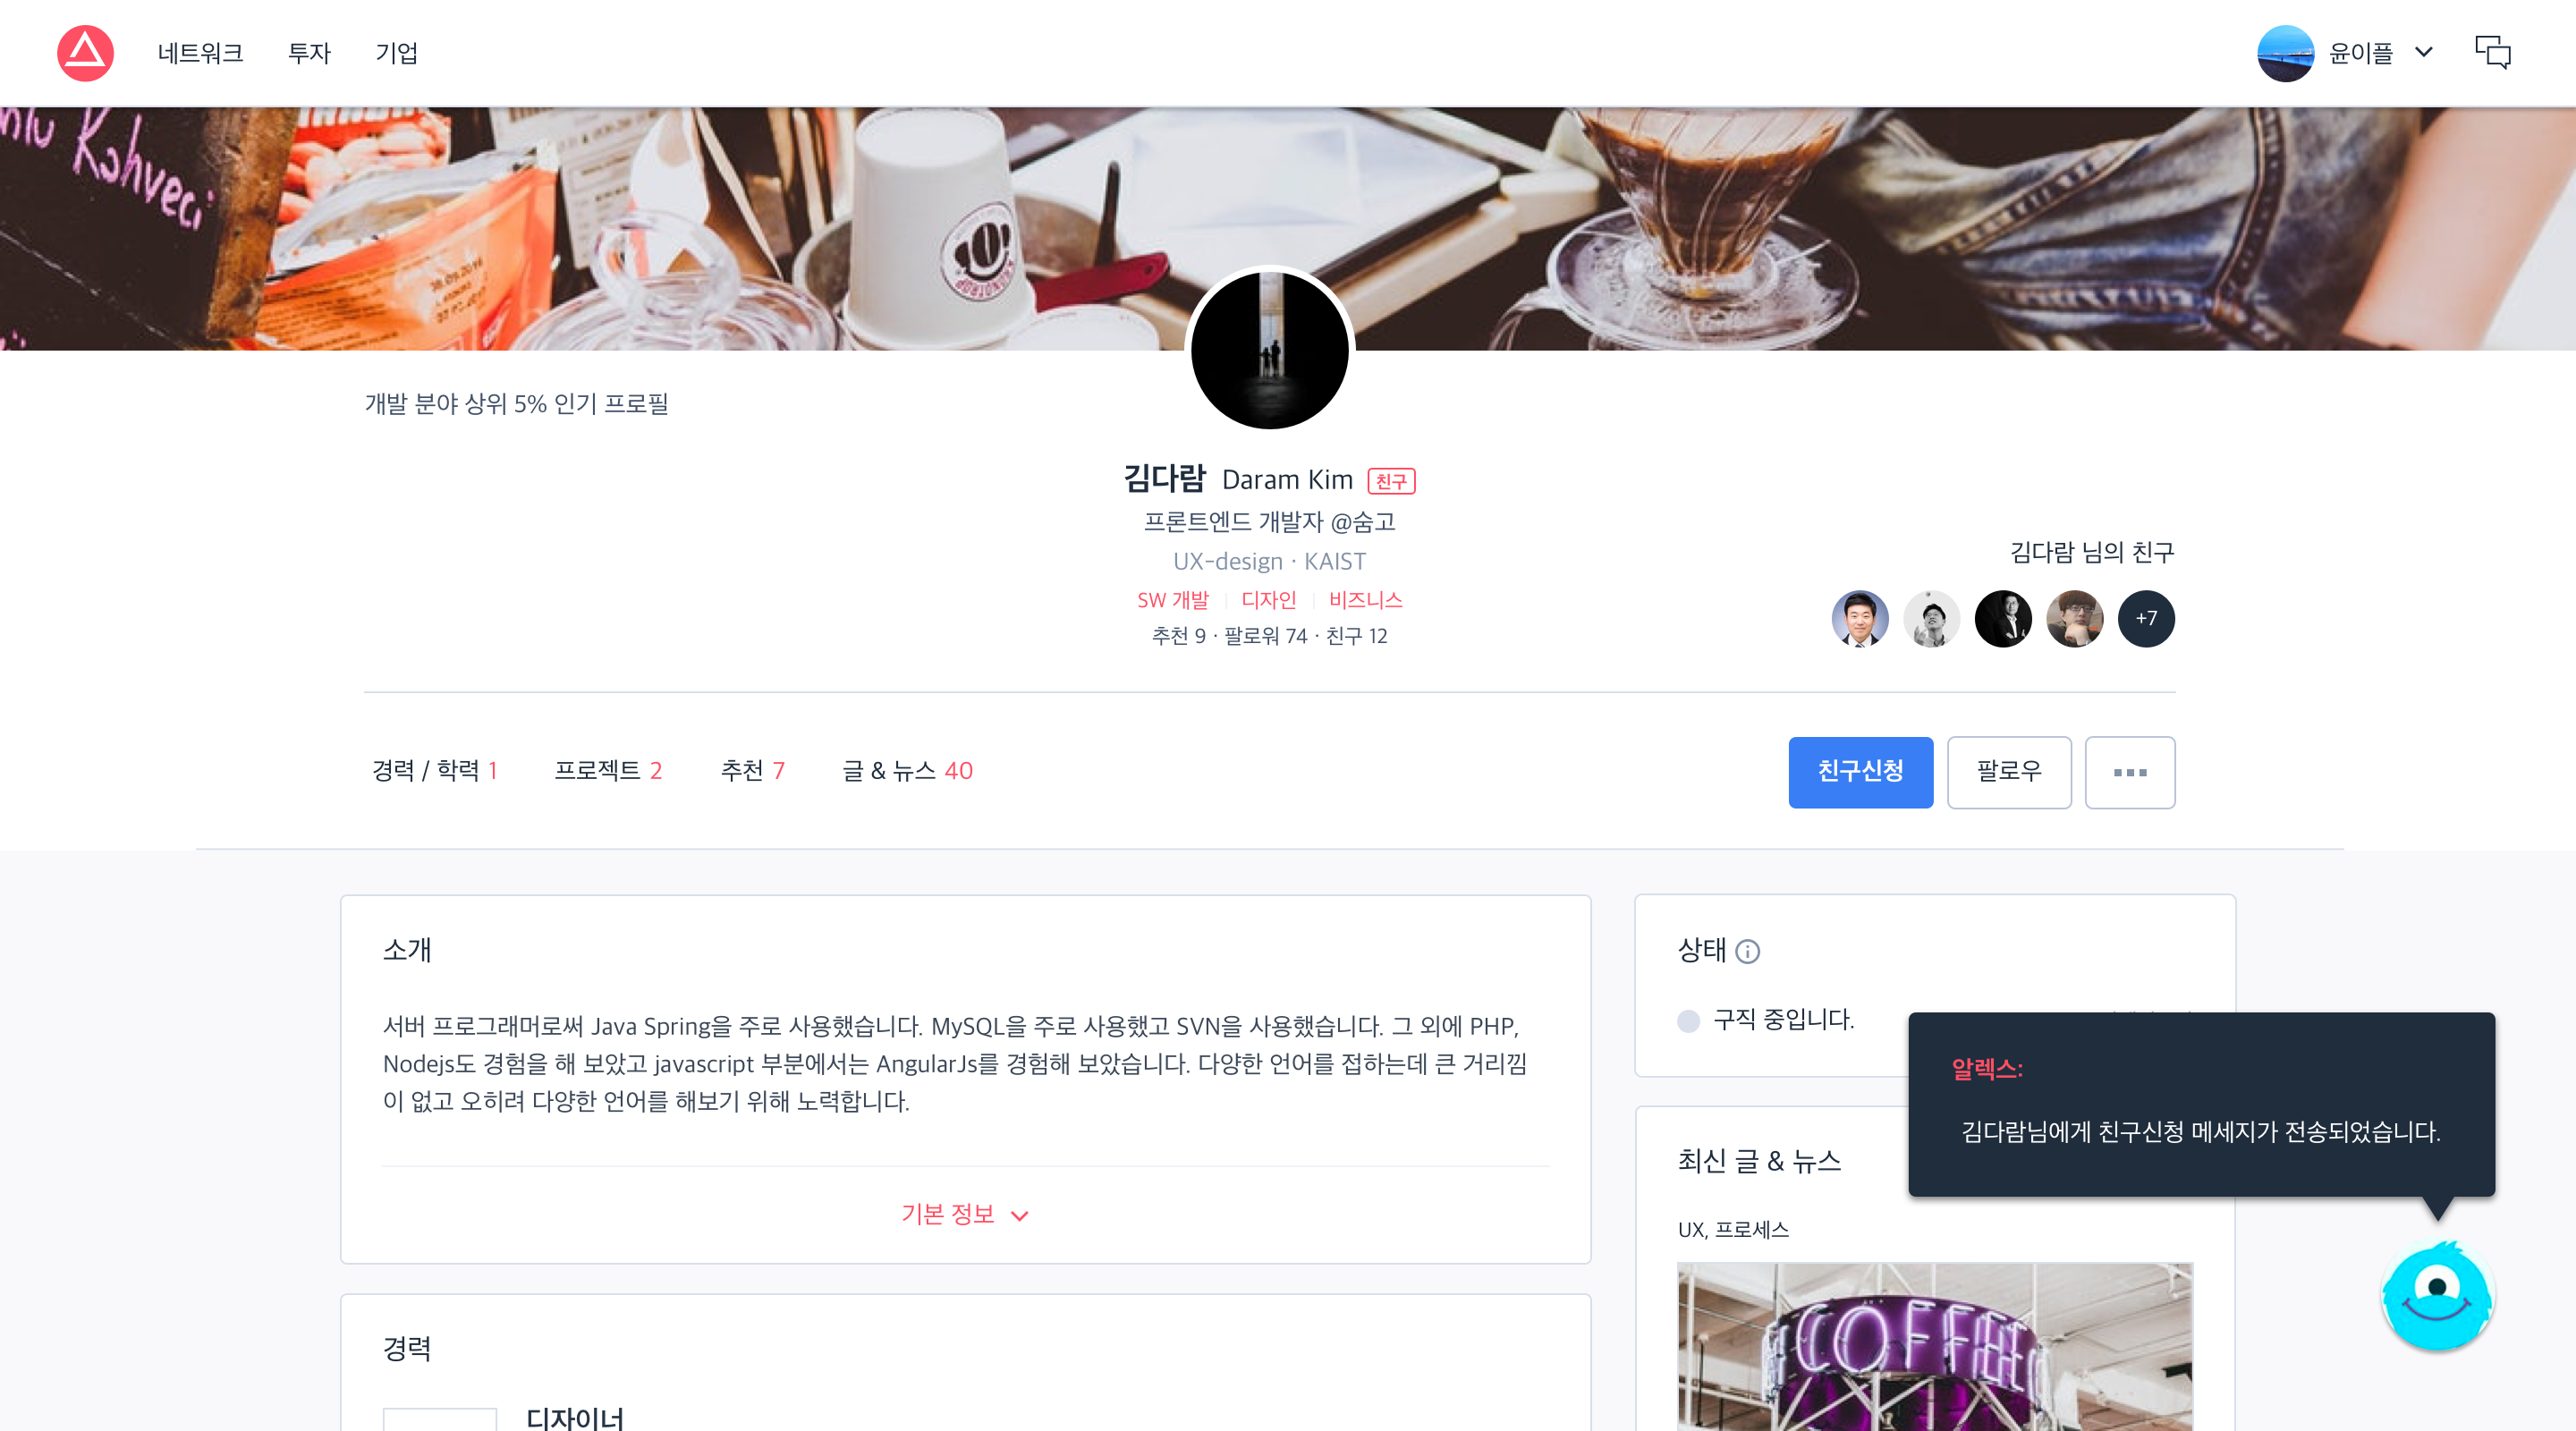 네트워크 투자 기업 윤이플
Kahveci
개발 분야 상위 5% 인기 프로필
김다람 Daram Kim 친구
프론트엔드 개발자 @숨고
UX-design · KAIST
SW 개발 디자인 비즈니스
추천 9 · 팔로워 74 · 친구 12
김다람 님의 친구
+7
경력 / 학력 1 프로젝트 2 추천 7 글 & 뉴스 40
친구신청 팔로우
소개
서버 프로그래머로써 Java Spring을 주로 사용했습니다. MySQL을 주로 사용했고 SVN을 사용했습니다. 그 외에 PHP,
Nodejs도 경험을 해 보았고 javascript 부분에서는 AngularJs를 경험해 보았습니다. 다양한 언어를 접하는데 큰 거리낌
이 없고 오히려 다양한 언어를 해보기 위해 노력합니다.
기본 정보
경력
디자이너
상태
구직 중입니다.
알렉스:
김다람님에게 친구신청 메세지가 전송되었습니다.
최신 글 & 뉴스
UX, 프로세스
COFFEE